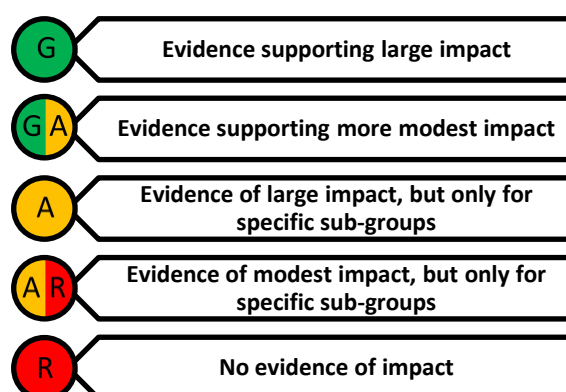 G
Evidence supporting large impact
G A
Evidence supporting more modest impact
A
Evidence of large impact, but only for
specific sub-groups
A R
Evidence of modest impact, but only for
specific sub-groups
R
No evidence of impact